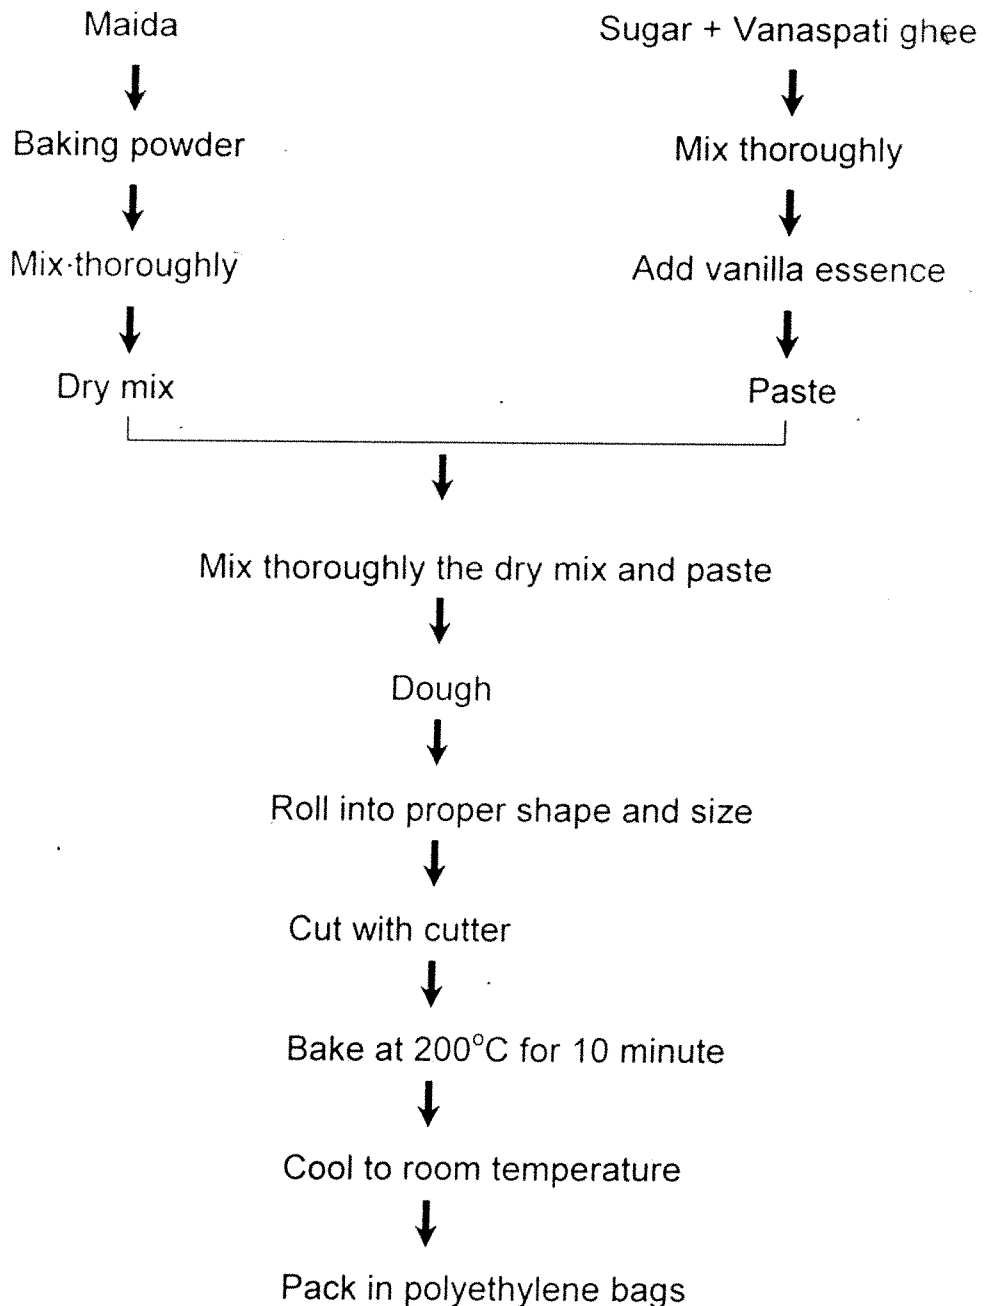 Maida
Sugar + Vanaspati ghee
Baking powder
Mix thoroughly
Mix thoroughly
Add vanilla essence
Dry mix
Paste
Mix thoroughly the dry mix and paste
Dough
Roll into proper shape and size
Cut with cutter
Bake at 200°C for 10 minute
Cool to room temperature
Pack in polyethylene bags